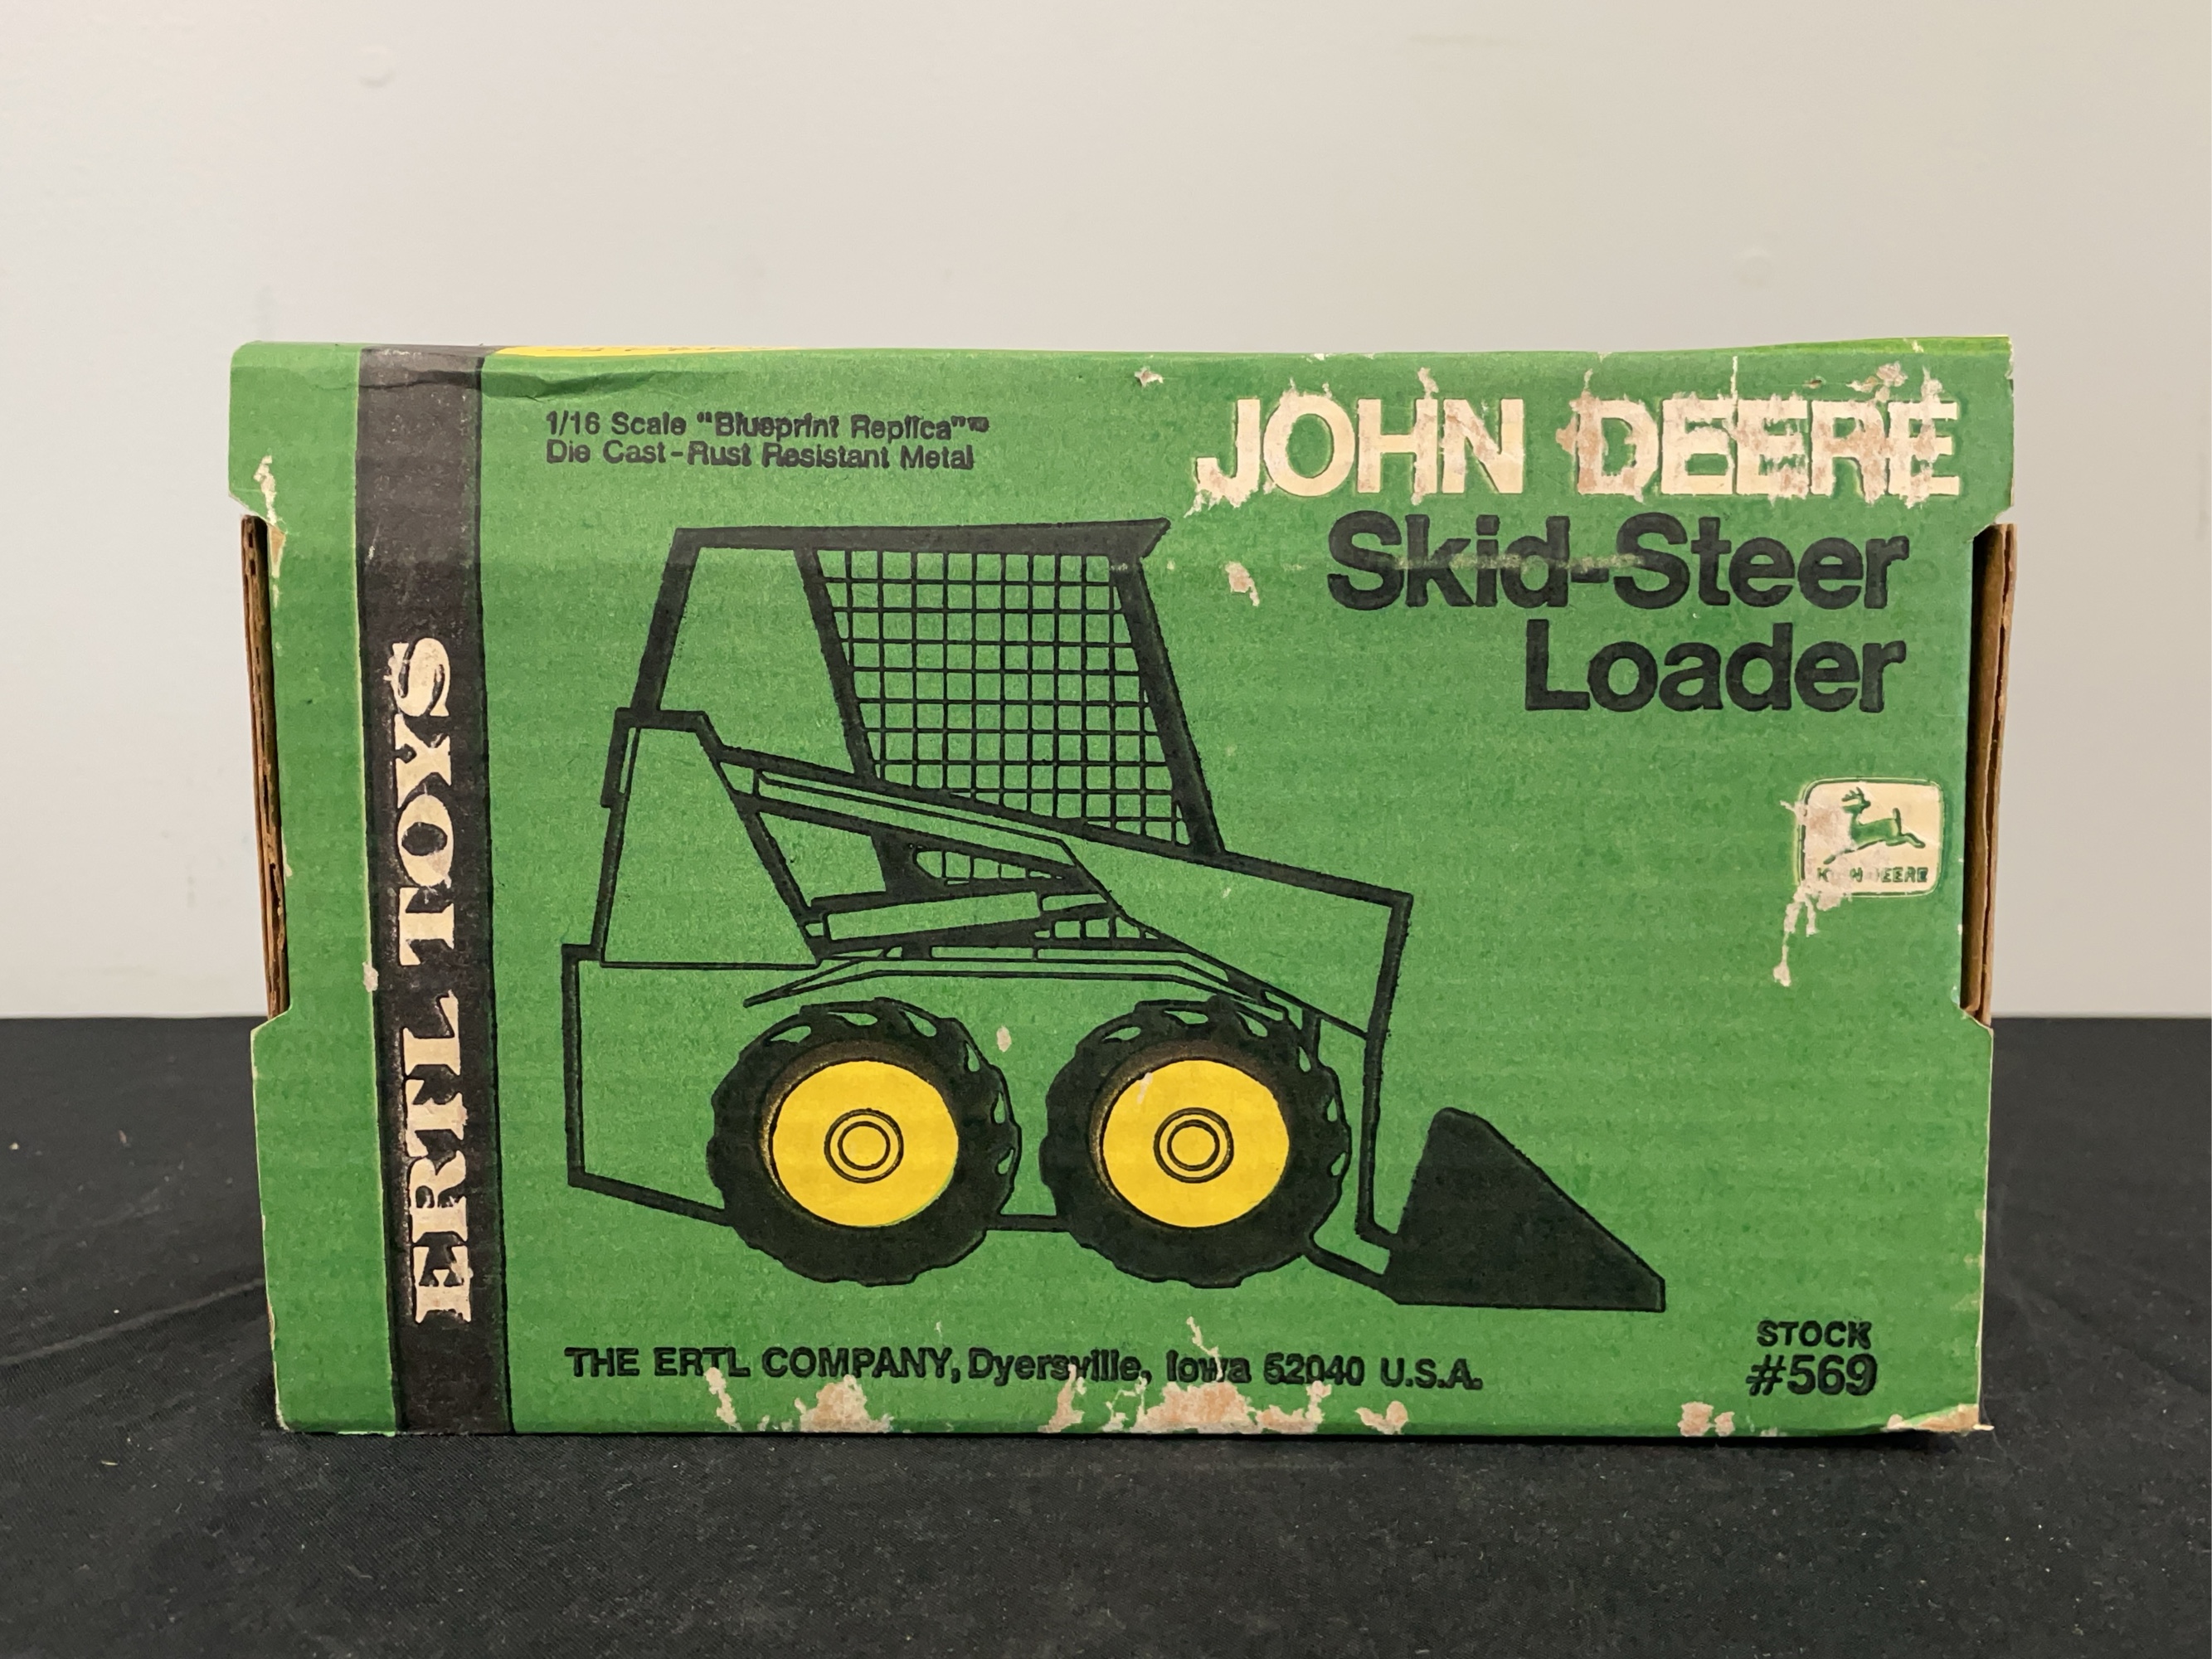 1/16 Scale "Blueprint Replica"™
Die Cast-Rust Resistant Metal
JOHN DEERE
Skid-Steer
Loader
ERTL TOYS
JOHN DEERE
STOCK
#569
THE ERTL COMPANY, Dyersville, Iowa 52040 U.S.A.